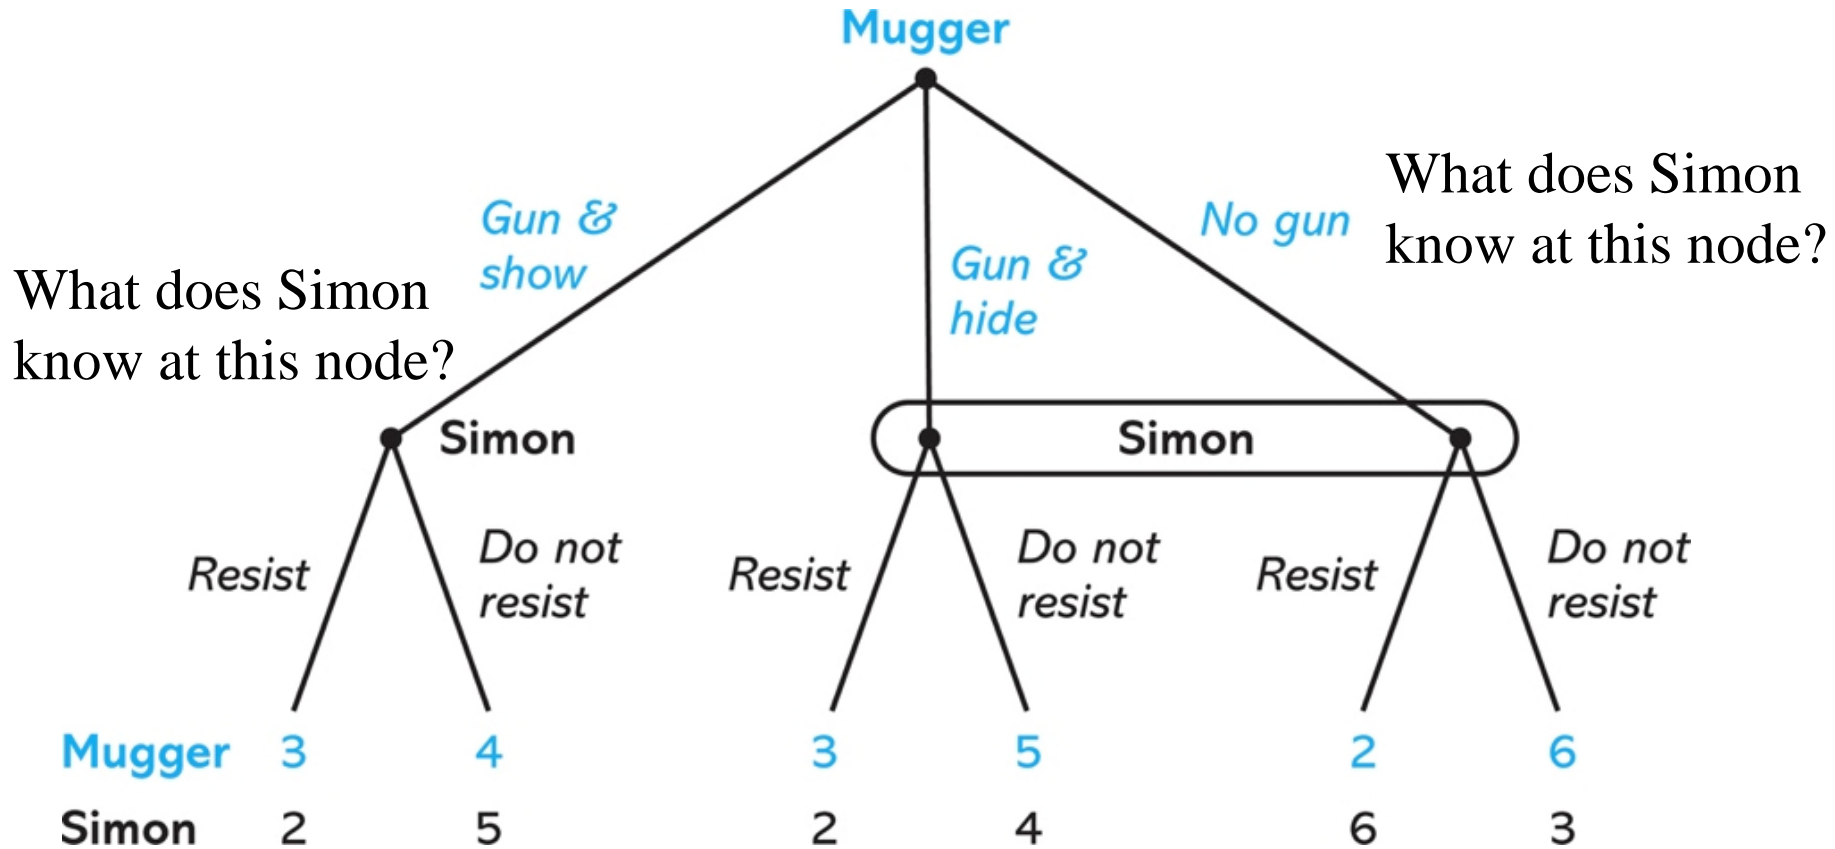 Mugger
What does Simon
know at this node?
Gun &
show
No gun
Gun &
hide
What does Simon
know at this node?
Simon
Simon
Resist
Do not
resist
Resist
Do not
resist
Resist
Do not
resist
Mugger 3 4 3 5 2 6
Simon 2 5 2 4 6 3